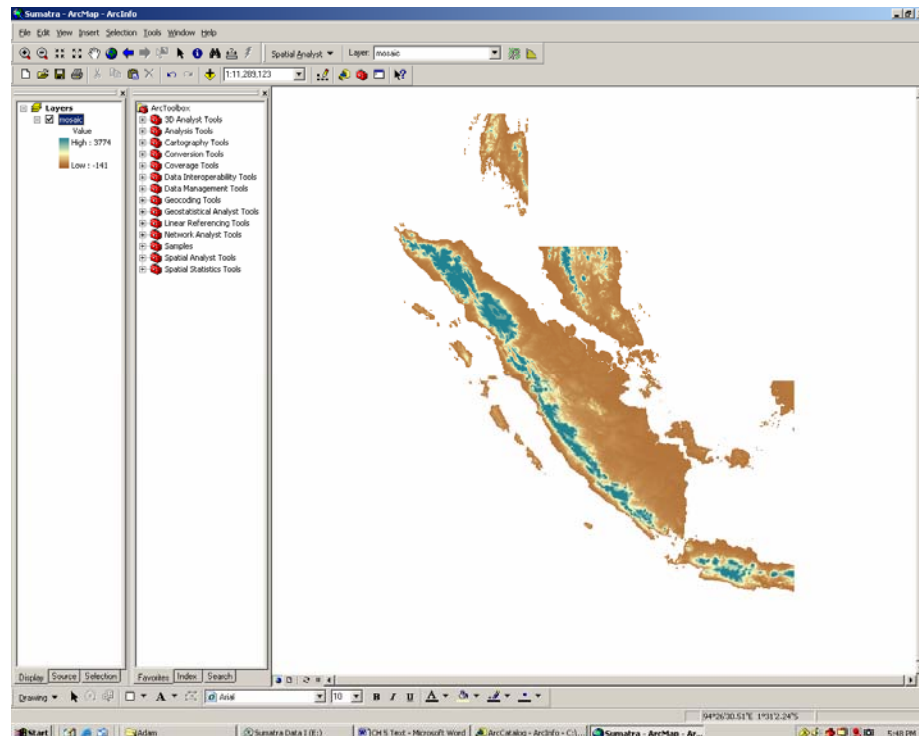 Sumatra - ArcMap - ArcInfo
File Edit View Insert Selection Tools Window Help
Spatial Analyst Layer: mosaic
1:11,289,123
Layers
mosaic
Value
High : 3774
Low : -141
ArcToolbox
3D Analyst Tools
Analysis Tools
Cartography Tools
Conversion Tools
Coverage Tools
Data Interoperability Tools
Data Management Tools
Geocoding Tools
Geostatistical Analyst Tools
Linear Referencing Tools
Network Analyst Tools
Samples
Spatial Analyst Tools
Spatial Statistics Tools
Display Source Selection
Favorites Index Search
Drawing A Arial 10 B I U A
94°26'30.51"E 1°31'2.24"S
Start Adam Sumatra Data I (E:) CH 5 Text - Microsoft Word ArcCatalog - ArcInfo - C:\... Sumatra - ArcMap - Ar... 5:48 PM